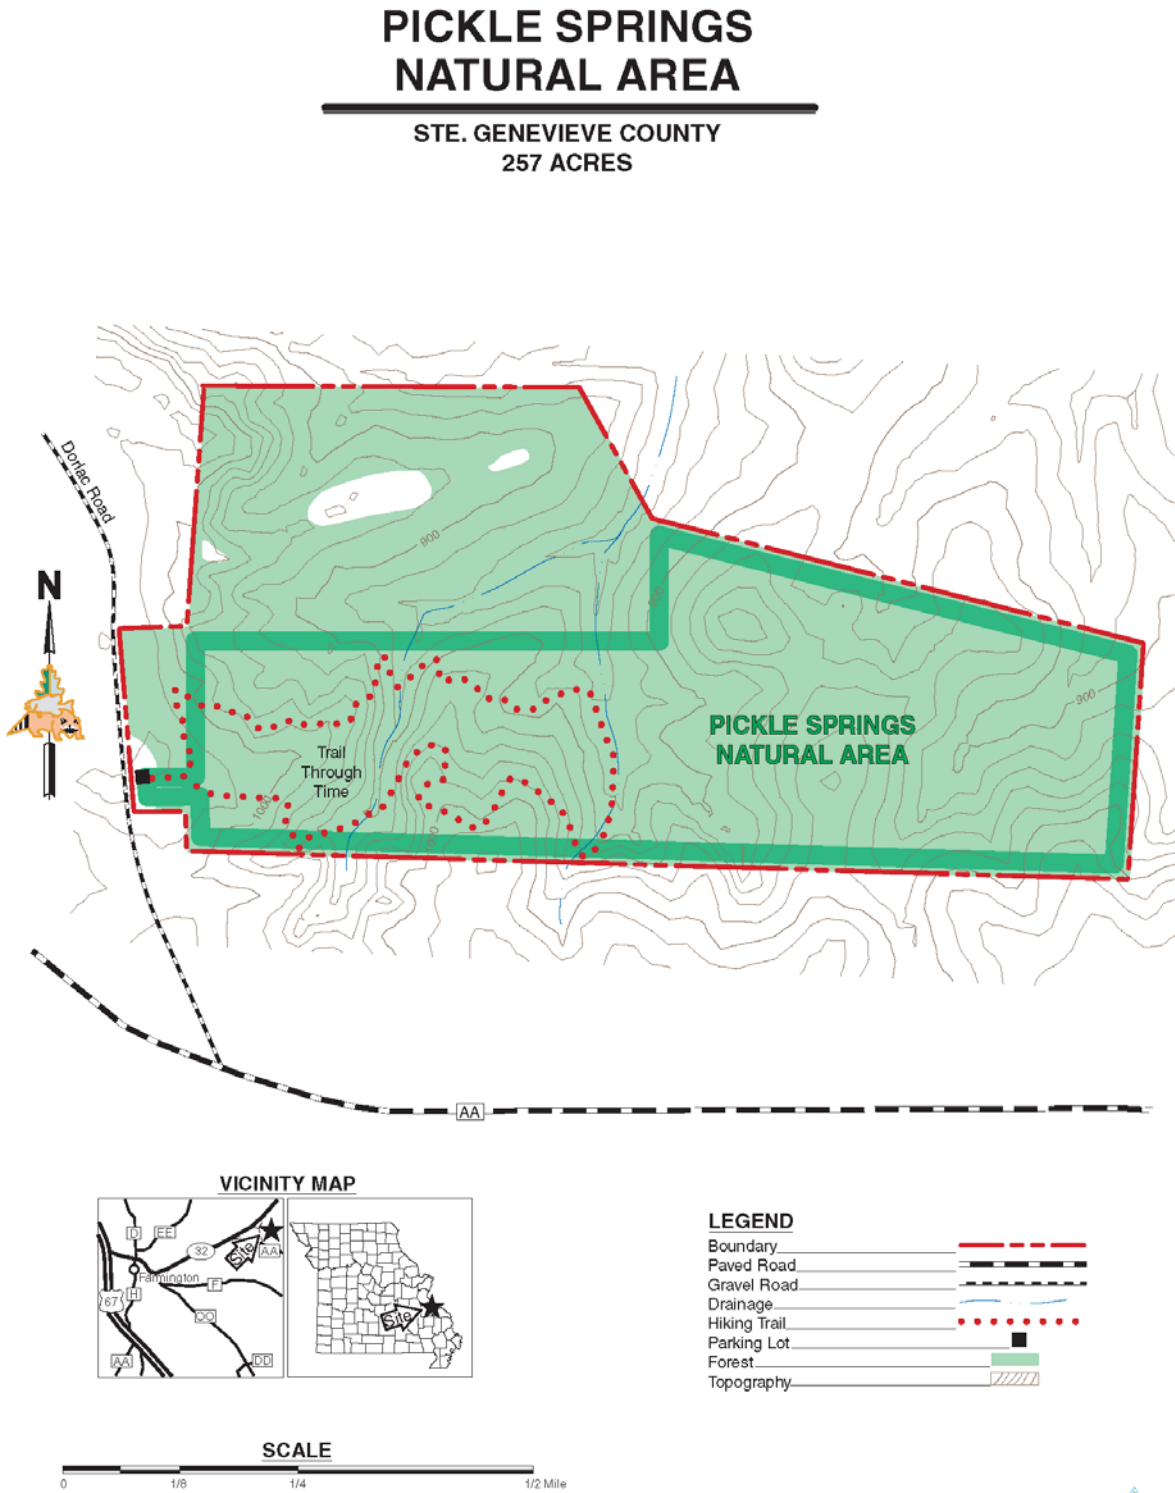 PICKLE SPRINGS
NATURAL AREA
STE. GENEVIEVE COUNTY
257 ACRES
Dorlac Road
N
900
900
PICKLE SPRINGS
NATURAL AREA
Trail
Through
Time
1000
AA
VICINITY MAP
D
EE
32
Site
AA
Farmington
F
H
67
OO
AA
DD
Site
LEGEND
Boundary
Paved Road
Gravel Road
Drainage
Hiking Trail
Parking Lot
Forest
Topography
SCALE
0 1/8 1/4 1/2 Mile